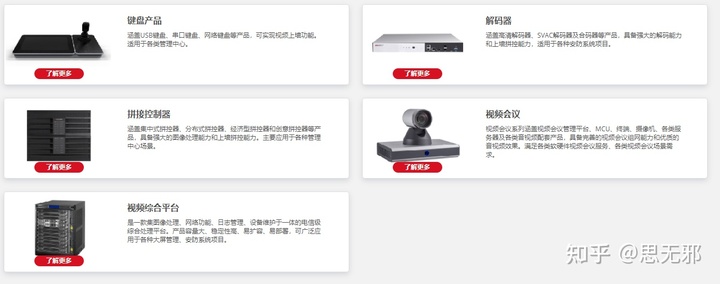 键盘产品
涵盖USB键盘、串口键盘、网络键盘等产品，可实现视频上墙功能。
适用于各类管理中心。
了解更多
解码器
涵盖高清解码器、SVAC解码器及合码器等产品，具备强大的解码能力
和上墙拼控能力，适用于各种安防系统项目。
了解更多
拼接控制器
涵盖集中式拼控器、分布式拼控器、经济型拼控器和创意拼控器等产
品，具备强大的图像处理能力和上墙拼控能力。主要应用于各种管理
中心场景。
了解更多
视频会议
视频会议系列涵盖视频会议管理平台、MCU、终端、摄像机、各类服
务器及各类音视频配套产品，具备完善的视频会议组网能力和优质的
音视频效果。满足各类软硬件视频会议服务、各类视频会议场景需
求。
了解更多
视频综合平台
是一款集图像处理、网络功能、日志管理、设备维护于一体的电信级
综合处理平台。产品容量大、稳定性高、易扩容、易部署，可广泛应
用于各种大屏管理、安防系统项目。
了解更多
知乎 @思无邪